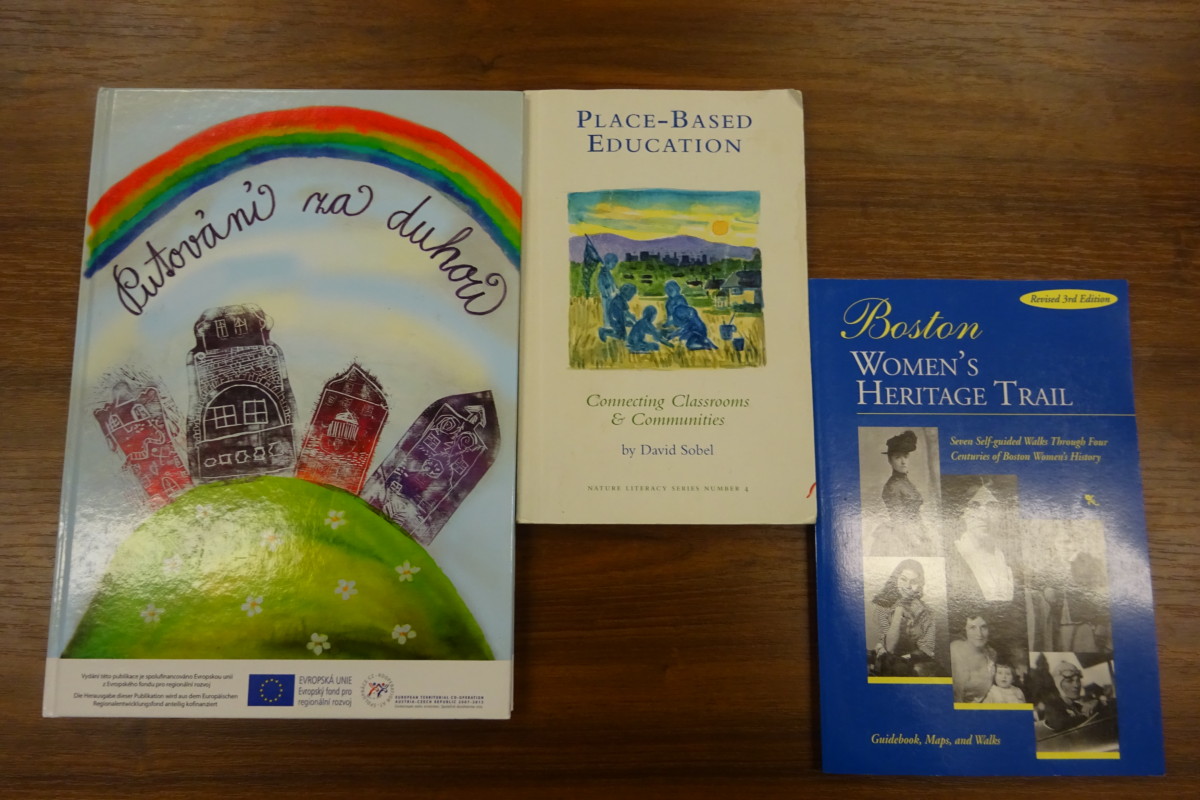 Putování za duhou
Vydání této publikace je spolufinancováno Evropskou unií
z Evropského fondu pro regionální rozvoj
Die Herausgabe dieser Publikation wird aus dem Europäischen
Regionalentwicklungsfond anteilig kofinanziert
EVROPSKÁ UNIE
Evropský fond pro
regionální rozvoj
EUROPEAN TERRITORIAL CO-OPERATION
AUSTRIA-CZECH REPUBLIC 2007-2013
PLACE-BASED
EDUCATION
Connecting Classrooms
& Communities
by David Sobel
NATURE LITERACY SERIES NUMBER 4
Revised 3rd Edition
Boston
WOMEN'S
HERITAGE TRAIL
Seven Self-guided Walks Through Four
Centuries of Boston Women's History
Guidebook, Maps, and Walks